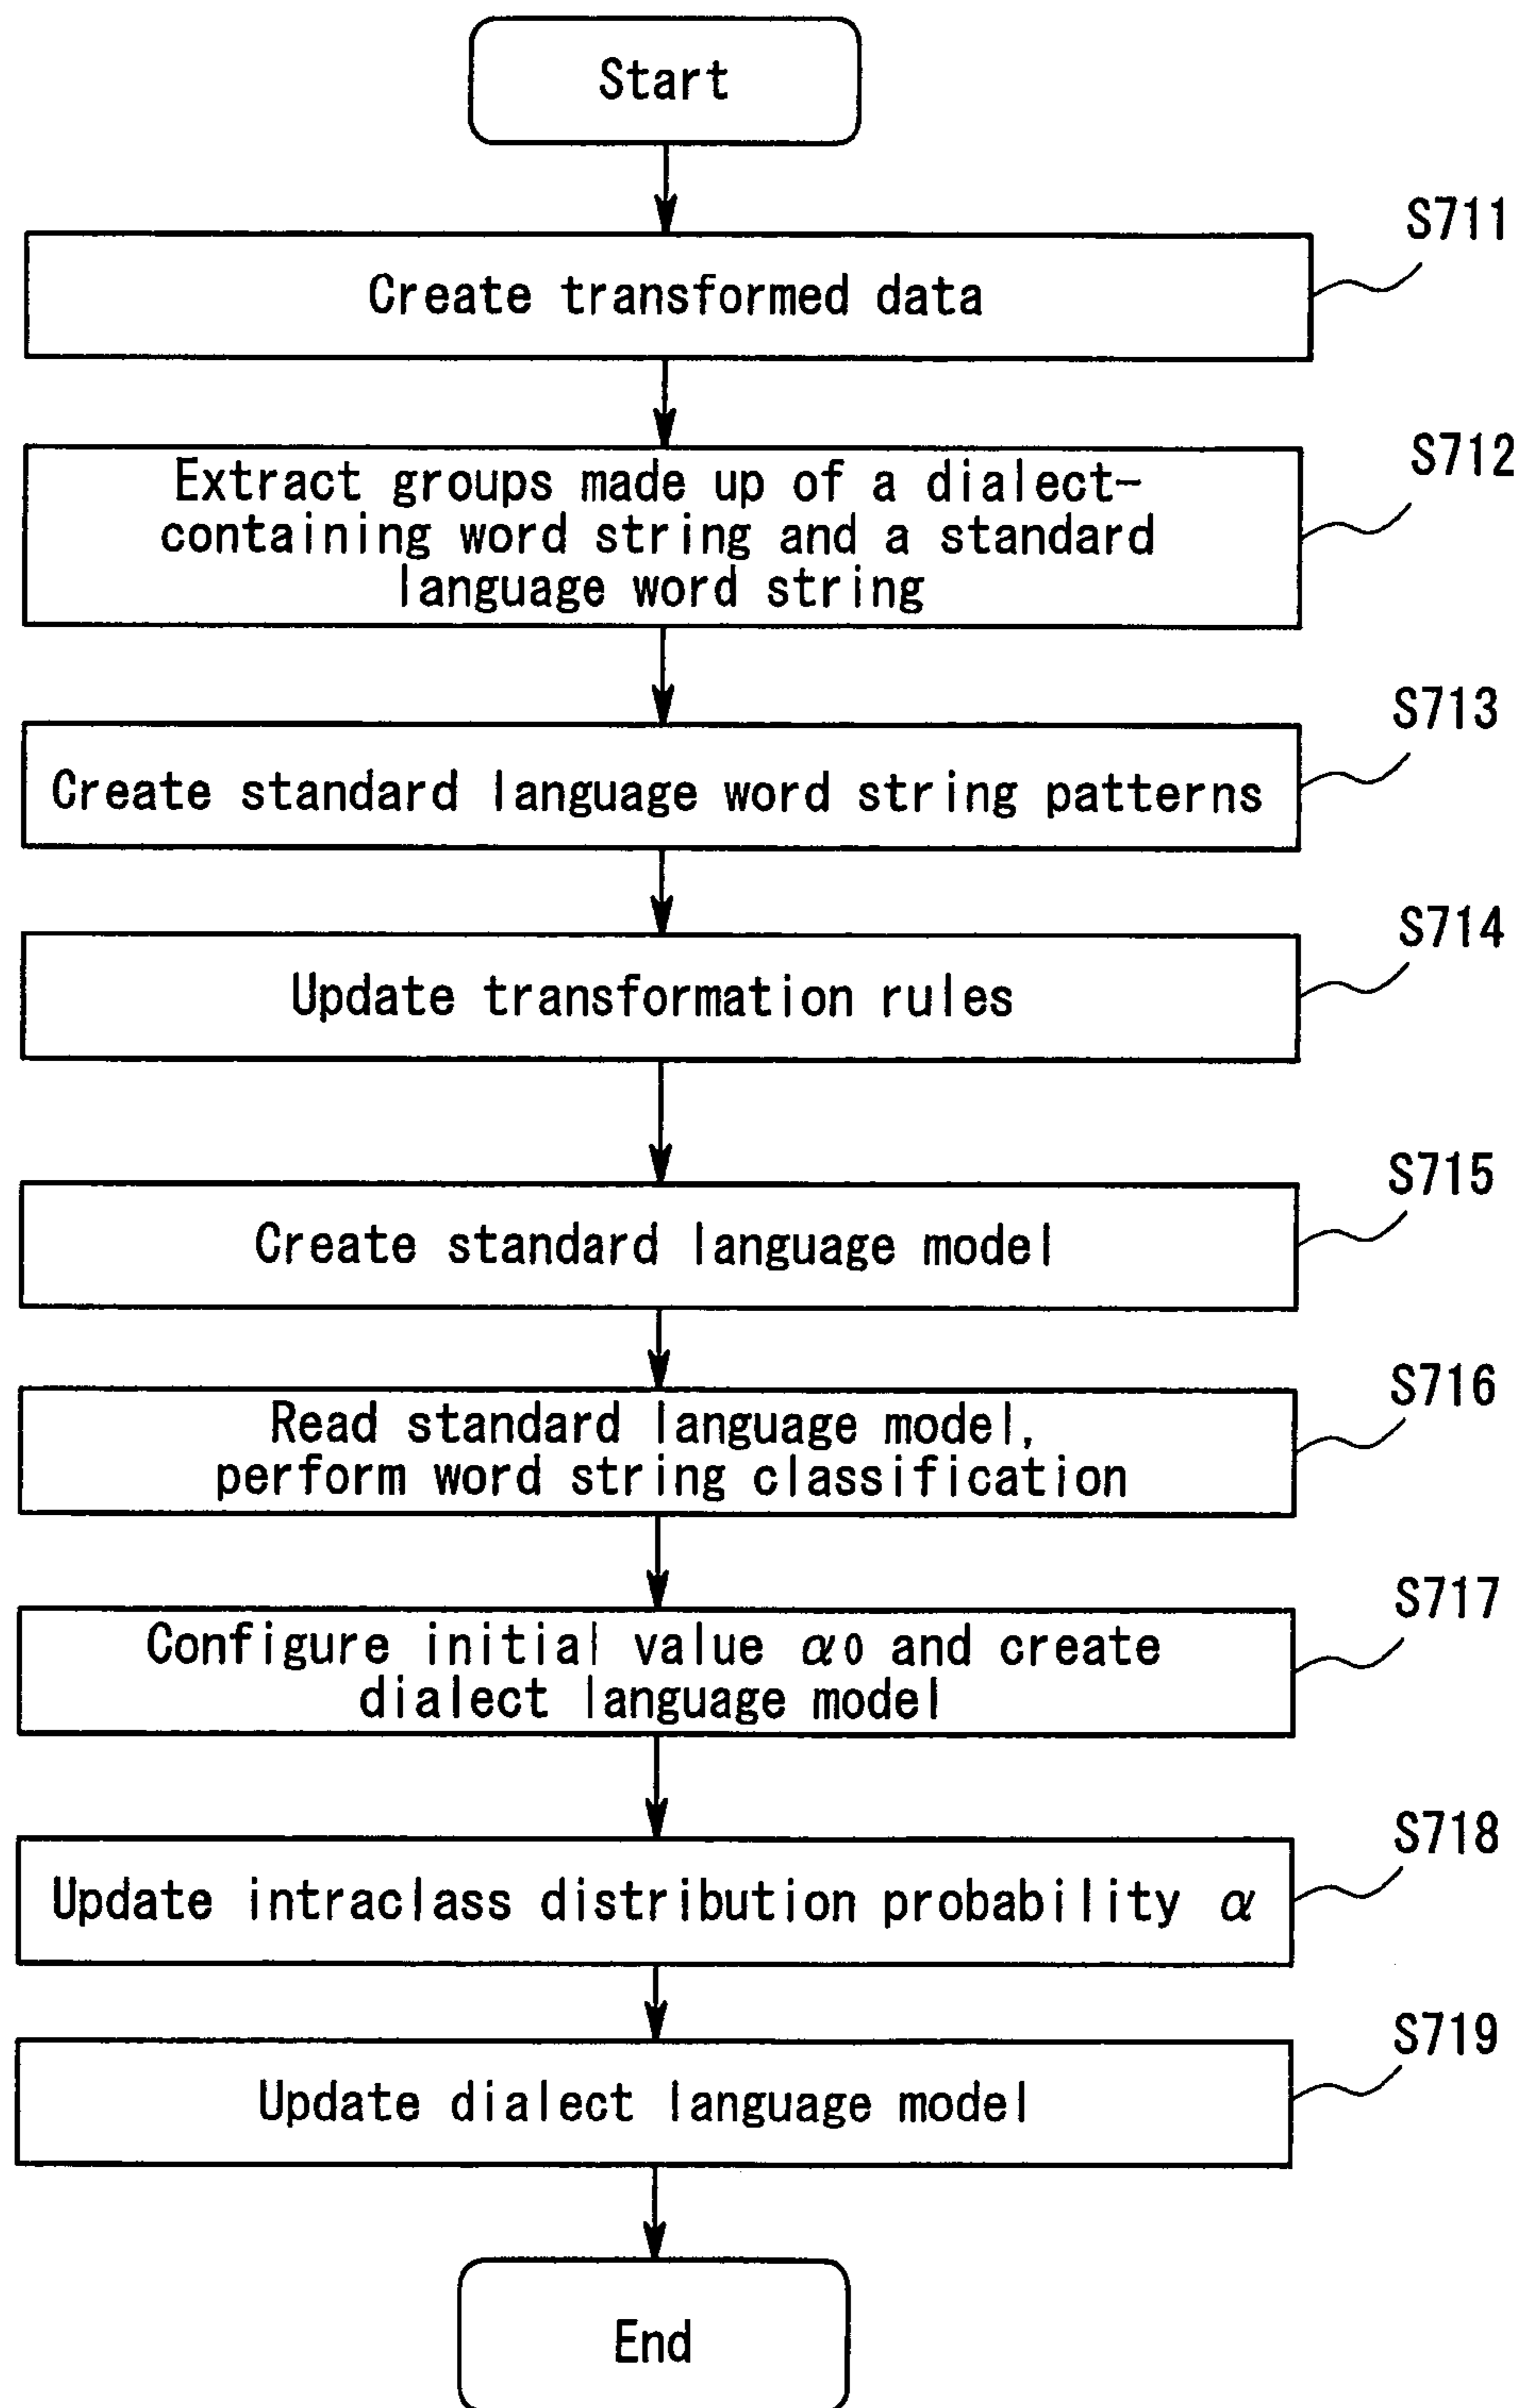 Start
S711
Create transformed data
S712
Extract groups made up of a dialect-
containing word string and a standard
language word string
S713
Create standard language word string patterns
S714
Update transformation rules
S715
Create standard language model
S716
Read standard language model,
perform word string classification
S717
Configure initial value α0 and create
dialect language model
S718
Update intraclass distribution probability α
S719
Update dialect language model
End